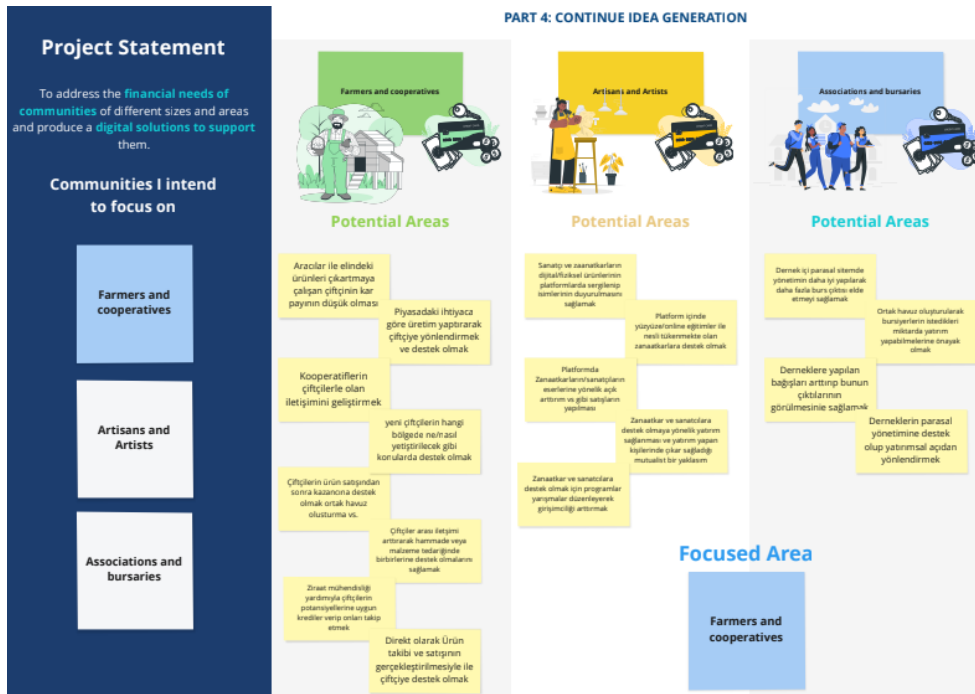 PART 4: CONTINUE IDEA GENERATION
Project Statement
To address the financial needs of
communities of different sizes and areas
and produce a digital solutions to support
them.
Communities I intend
to focus on
Farmers and
cooperatives
Artisans and
Artists
Associations and
bursaries
Farmers and cooperatives
Potential Areas
Aracılar ile elindeki
ürünleri çıkartmaya
çalışan çiftçinin kar
payının düşük olması
Piyasadaki ihtiyaca
göre üretim yaptırarak
çiftçiye yönlendirmek
ve destek olmak
Kooperatiflerin
çiftçilerle olan
iletişimini geliştirmek
yeni çiftçilerin hangi
bölgede ne/nasıl
yetiştirilecek gibi
konularda destek olmak
Çiftçilerin ürün satışından
sonra kazancına destek
olmak ortak havuz
olusturma vs.
Çiftçiler arası iletişimi
arttırarak hammade veya
malzeme tedariğinde
birbirlerine destek olmalarını
sağlamak
Ziraat mühendisliği
yardımıyla çiftçilerin
potansiyellerine uygun
krediler verip onları takip
etmek
Direkt olarak Ürün
takibi ve satışının
gerçekleştirilmesiyle ile
çiftçiye destek olmak
Artisans and Artists
Potential Areas
Sanatçı ve zaanatkarların
dijital/fiziksel ürünlerinin
platformlarda sergilenip
isimlerinin duyurulmasını
sağlamak
Platform içinde
yüzyüze/online eğitimler ile
nesli tükenmekte olan
zanaatkarlara destek olmak
Platformda
Zanaatkarların/sanatçıların
eserlerine yönelik açık
arttırım vs gibi satışların
yapılması
Zanaatkar ve sanatcılara
destek olmaya yönelik yatırım
sağlanması ve yatırım yapan
kişilerinde çıkar sağladığı
mutualist bir yaklasım
Zanaatkar ve sanatcılara
destek olmak için programlar
yarışmalar düzenleyerek
girişimciliği arttırmak
Associations and bursaries
Potential Areas
Dernek içi parasal sitemde
yönetimin daha iyi yapılarak
daha fazla burs çıktısı elde
etmeyi sağlamak
Ortak havuz oluşturularak
bursiyerlerin istedikleri
miktarda yatırım
yapabilmelerine önayak
olmak
Derneklere yapılan
bağışları arttırıp bunun
çıktılarının
görülmesinie sağlamak
Derneklerin parasal
yönetimine destek
olup yatırımsal açıdan
yönlendirmek
Focused Area
Farmers and
cooperatives